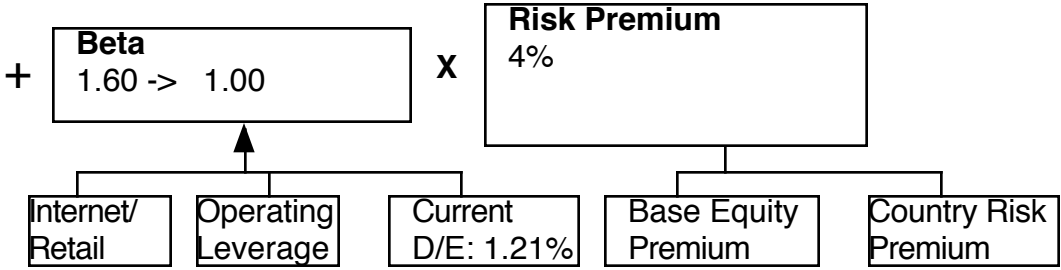 +
Beta
1.60 -> 1.00
X
Risk Premium
4%
Internet/
Retail
Operating
Leverage
Current
D/E: 1.21%
Base Equity
Premium
Country Risk
Premium